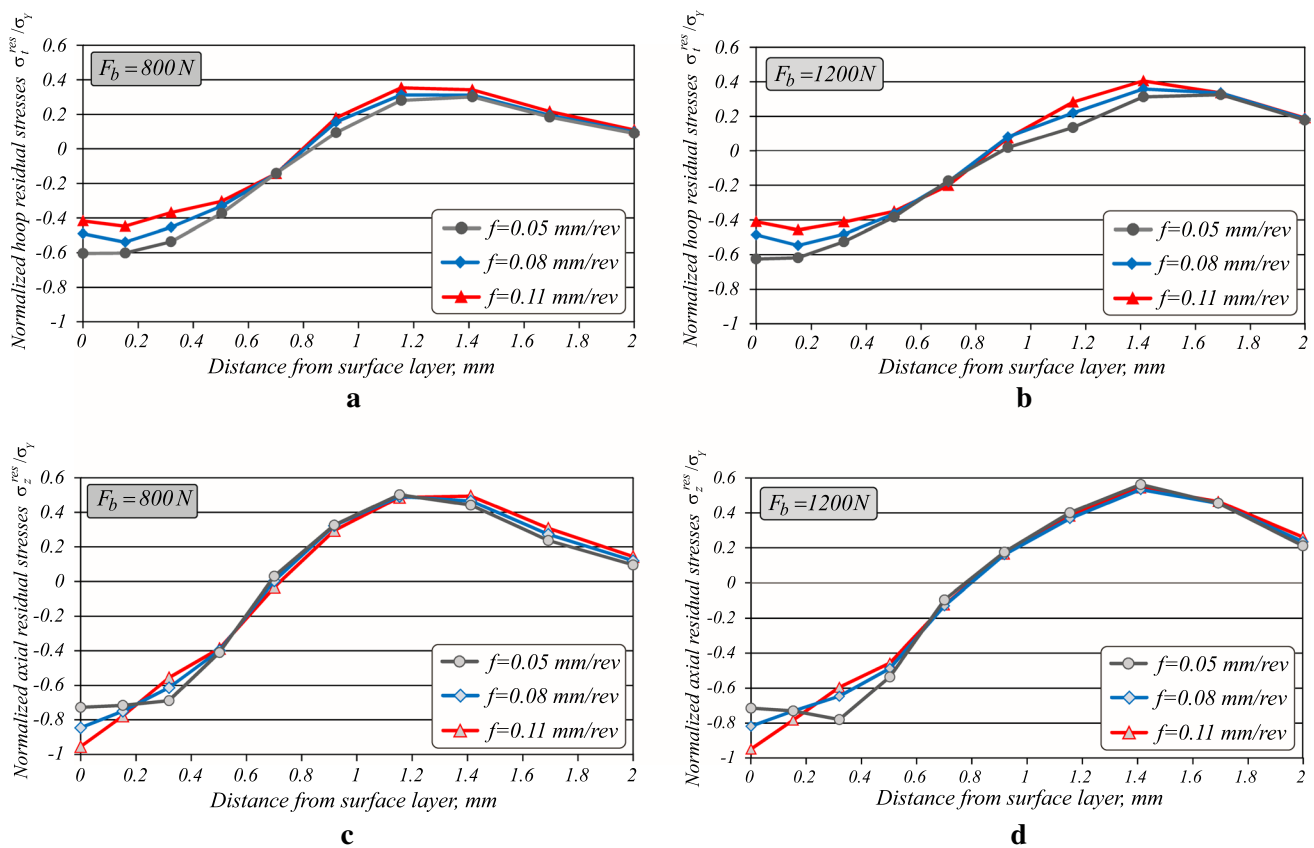 Normalized hoop residual stresses σ_t^res/σ_Y
0.6
0.4
0.2
0
-0.2
-0.4
-0.6
-0.8
-1
F_b = 800 N
f=0.05 mm/rev
f=0.08 mm/rev
f=0.11 mm/rev
0 0.2 0.4 0.6 0.8 1 1.2 1.4 1.6 1.8 2
Distance from surface layer, mm
a
Normalized hoop residual stresses σ_t^res/σ_Y
0.6
0.4
0.2
0
-0.2
-0.4
-0.6
-0.8
-1
F_b = 1200N
f=0.05 mm/rev
f=0.08 mm/rev
f=0.11 mm/rev
0 0.2 0.4 0.6 0.8 1 1.2 1.4 1.6 1.8 2
Distance from surface layer, mm
b
Normalized axial residual stresses σ_z^res/σ_Y
0.6
0.4
0.2
0
-0.2
-0.4
-0.6
-0.8
-1
F_b = 800 N
f=0.05 mm/rev
f=0.08 mm/rev
f=0.11 mm/rev
0 0.2 0.4 0.6 0.8 1 1.2 1.4 1.6 1.8 2
Distance from surface layer, mm
c
Normalized axial residual stresses σ_z^res/σ_Y
0.6
0.4
0.2
0
-0.2
-0.4
-0.6
-0.8
-1
F_b = 1200N
f=0.05 mm/rev
f=0.08 mm/rev
f=0.11 mm/rev
0 0.2 0.4 0.6 0.8 1 1.2 1.4 1.6 1.8 2
Distance from surface layer, mm
d